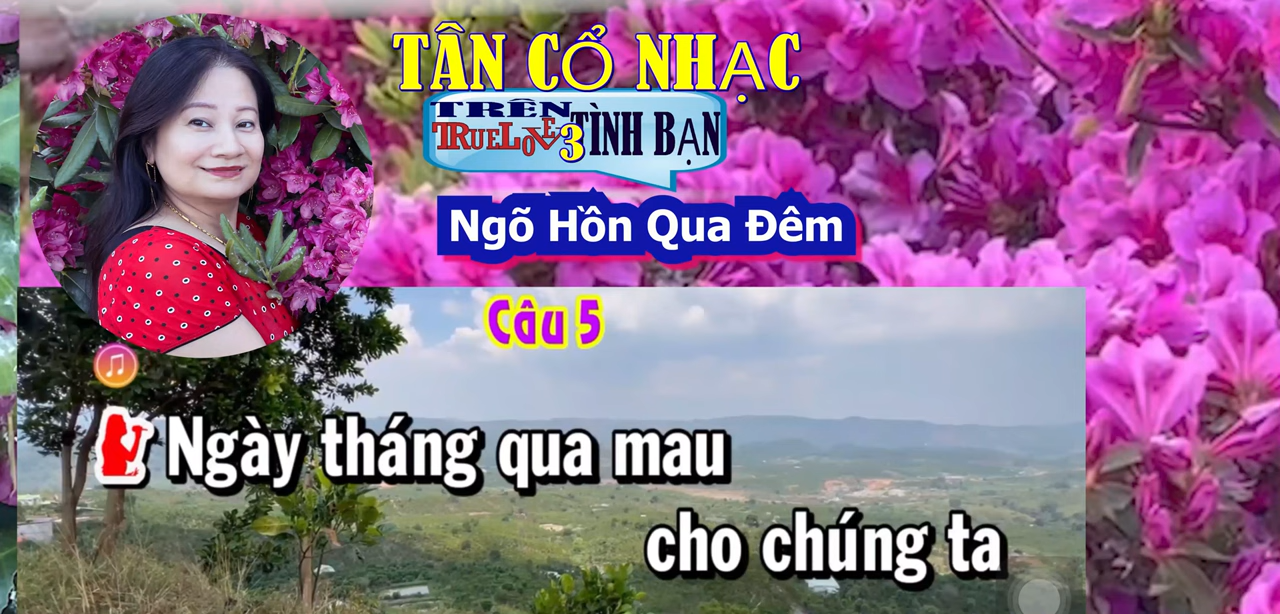 TÂN CỔ NHẠC
TRÊN
TRUELOVE3 TÌNH BẠN
Ngõ Hồn Qua Đêm
Câu 5
Ngày tháng qua mau
cho chúng ta